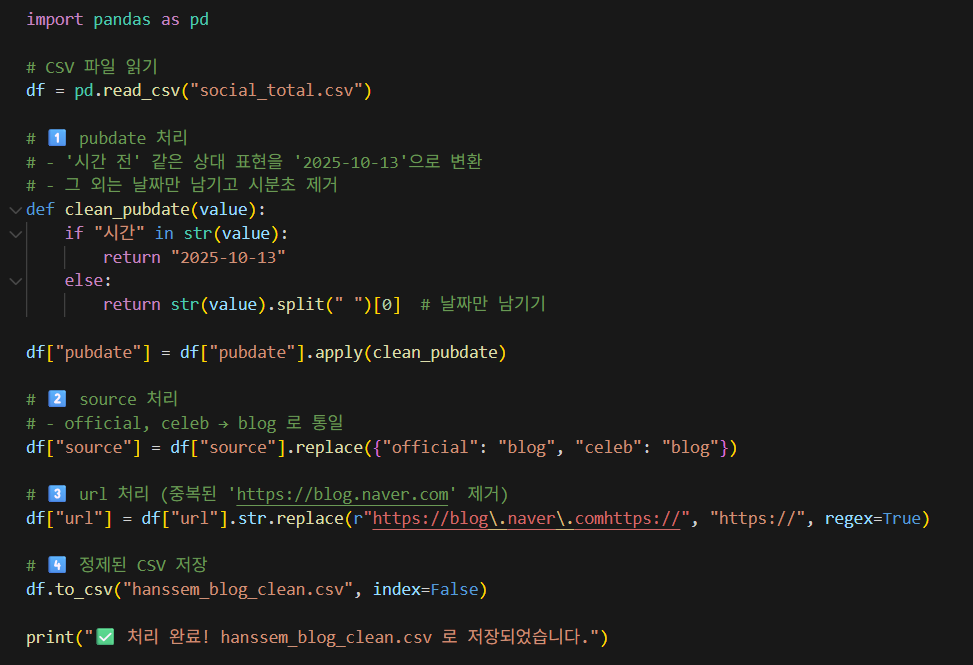 import pandas as pd
# CSV 파일 읽기
df = pd.read_csv("social_total.csv")
# 1️⃣ pubdate 처리
# - '시간 전' 같은 상대 표현을 '2025-10-13'으로 변환
# - 그 외는 날짜만 남기고 시분초 제거
def clean_pubdate(value):
    if "시간" in str(value):
        return "2025-10-13"
    else:
        return str(value).split(" ")[0]  # 날짜만 남기기
df["pubdate"] = df["pubdate"].apply(clean_pubdate)
# 2️⃣ source 처리
# - official, celeb → blog 로 통일
df["source"] = df["source"].replace({"official": "blog", "celeb": "blog"})
# 3️⃣ url 처리 (중복된 'https://blog.naver.com' 제거)
df["url"] = df["url"].str.replace(r"https://blog\.naver\.comhttps://", "https://", regex=True)
# 4️⃣ 정제된 CSV 저장
df.to_csv("hanssem_blog_clean.csv", index=False)
print("✅ 처리 완료! hanssem_blog_clean.csv 로 저장되었습니다.")